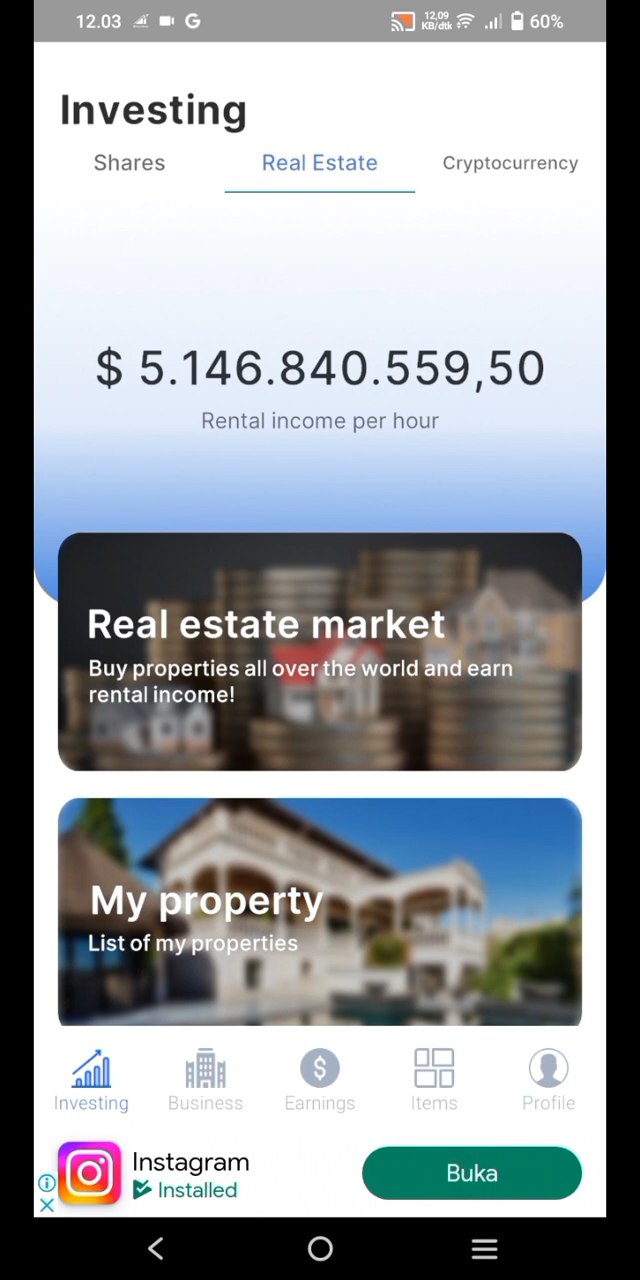 12.03
12,09
KB/dtk
60%
Investing
Shares
Real Estate
Cryptocurrency
$ 5.146.840.559,50
Rental income per hour
Real estate market
Buy properties all over the world and earn
rental income!
My property
List of my properties
Investing
Business
Earnings
Items
Profile
Instagram
Installed
Buka